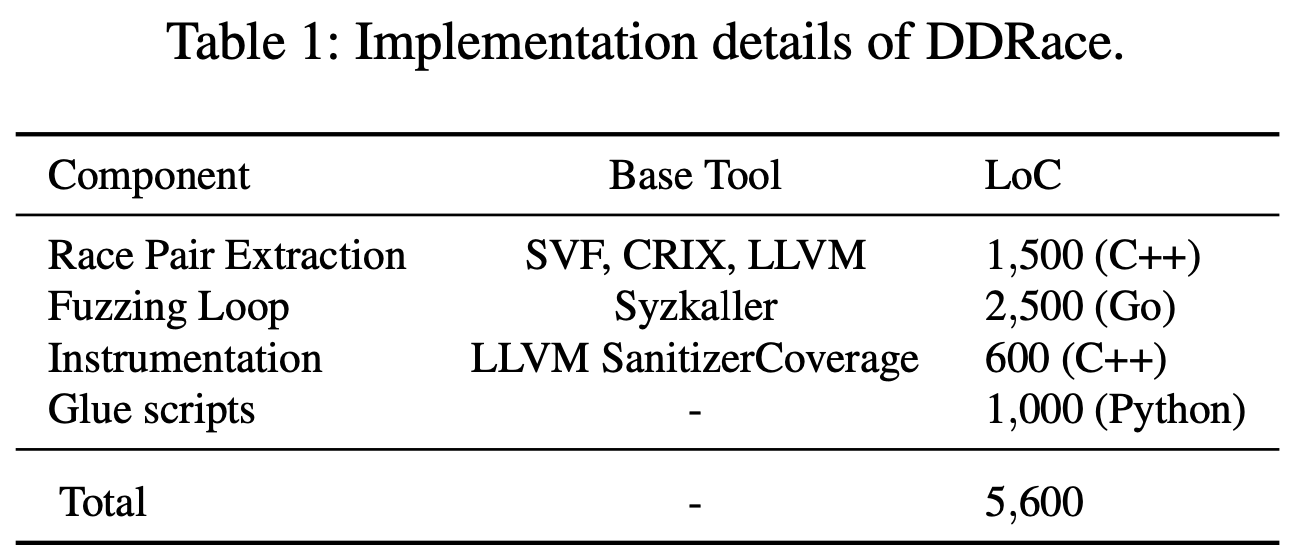 Table 1: Implementation details of DDRace.
Component Base Tool LoC
Race Pair Extraction SVF, CRIX, LLVM 1,500 (C++)
Fuzzing Loop Syzkaller 2,500 (Go)
Instrumentation LLVM SanitizerCoverage 600 (C++)
Glue scripts - 1,000 (Python)
Total - 5,600